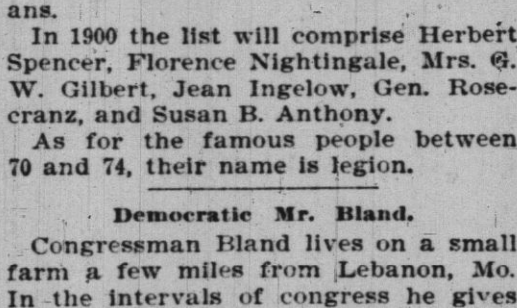 ans.
In 1900 the list will comprise Herbert
Spencer, Florence Nightingale, Mrs. G.
W. Gilbert, Jean Ingelow, Gen. Rose-
cranz, and Susan B. Anthony.
As for the famous people between
70 and 74, their name is legion.
Democratic Mr. Bland.
Congressman Bland lives on a small
farm a few miles from Lebanon, Mo.
In the intervals of congress he gives